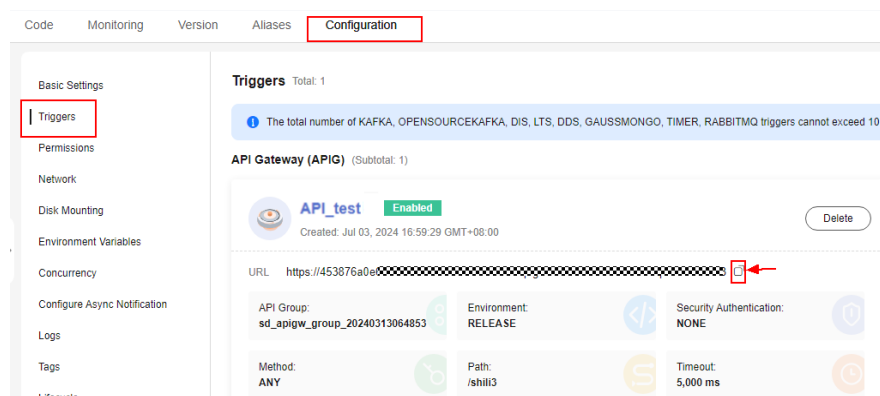 Code Monitoring Version Aliases Configuration
Basic Settings
Triggers
Permissions
Network
Disk Mounting
Environment Variables
Concurrency
Configure Async Notification
Logs
Tags
Triggers Total: 1
The total number of KAFKA, OPENSOURCEKAFKA, DIS, LTS, DDS, GAUSSMONGO, TIMER, RABBITMQ triggers cannot exceed 10
API Gateway (APIG) (Subtotal: 1)
API_test Enabled
Created: Jul 03, 2024 16:59:29 GMT+08:00
Delete
URL https://453876a0e
API Group: Environment: Security Authentication:
sd_apigw_group_20240313064853 RELEASE NONE
Method: Path: Timeout:
ANY /shili3 5,000 ms